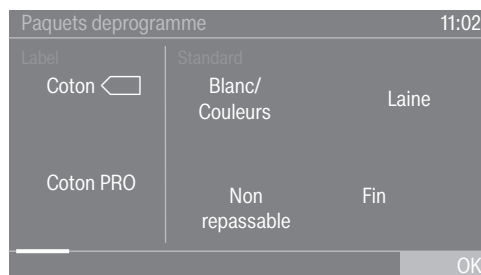 Paquets deprogramme 11:02
Label Standard
Coton Blanc/
Couleurs Laine
Coton PRO Non
repassable Fin
OK